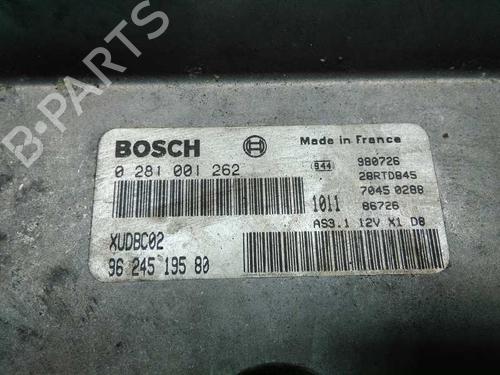 B-PARTS
BOSCH
Made in France
0 281 001 262
944 980726
28RTD845
7045 0288
1011 86726
AS3.1 12V X1 D8
XUDBC02
96 245 195 80